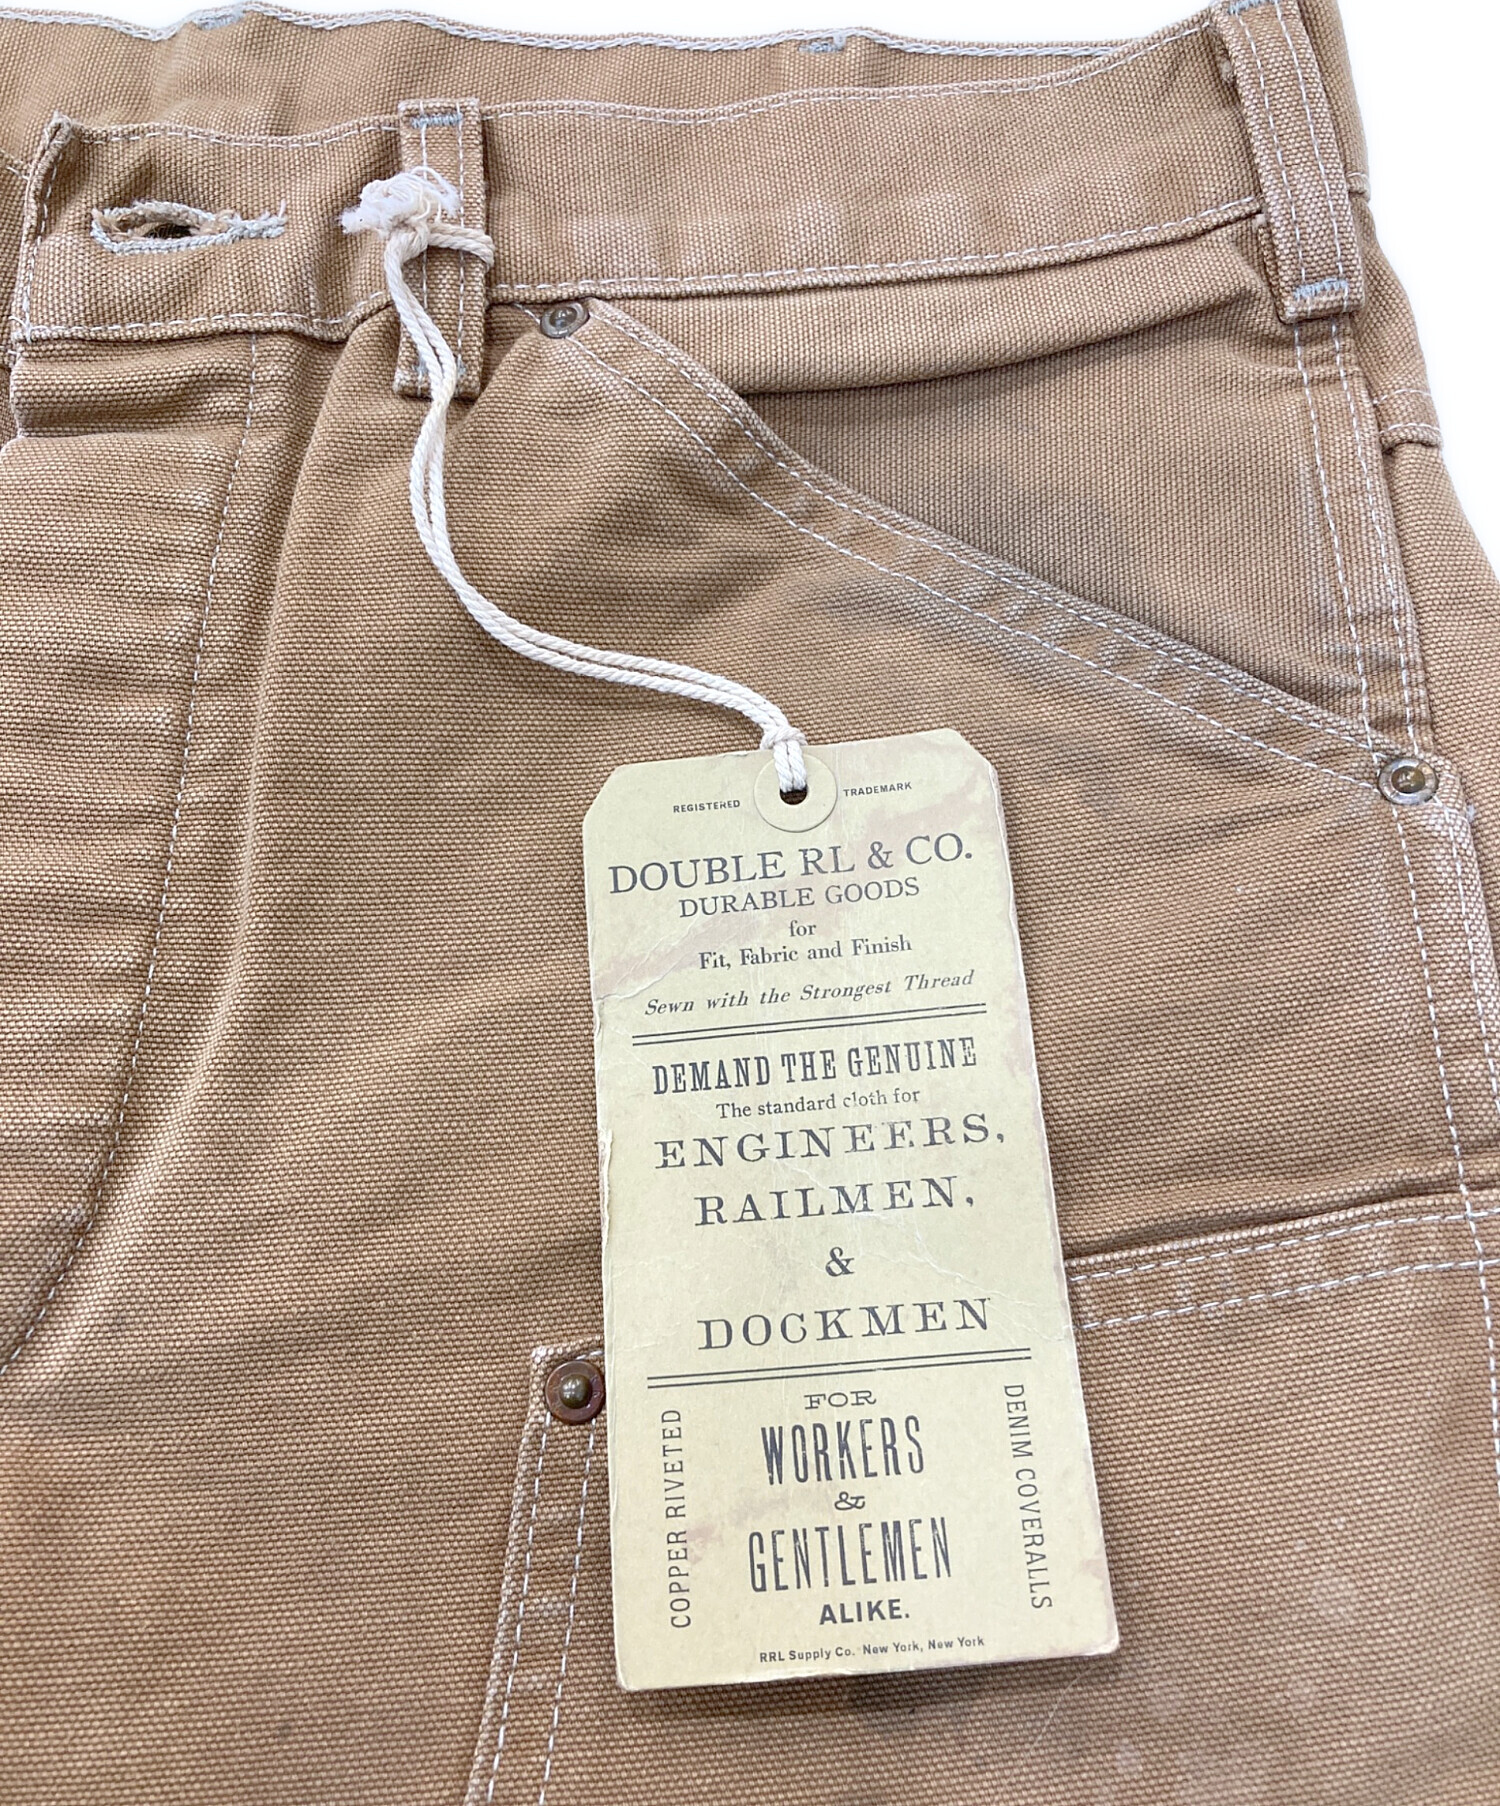 REGISTERED TRADEMARK
DOUBLE RL & CO.
DURABLE GOODS
for
Fit, Fabric and Finish
Sewn with the Strongest Thread
DEMAND THE GENUINE
The standard cloth for
ENGINEERS,
RAILMEN,
&
DOCKMEN
FOR
WORKERS
&
GENTLEMEN
ALIKE.
COPPER RIVETED
DENIM COVERALLS
RRL Supply Co. New York, New York